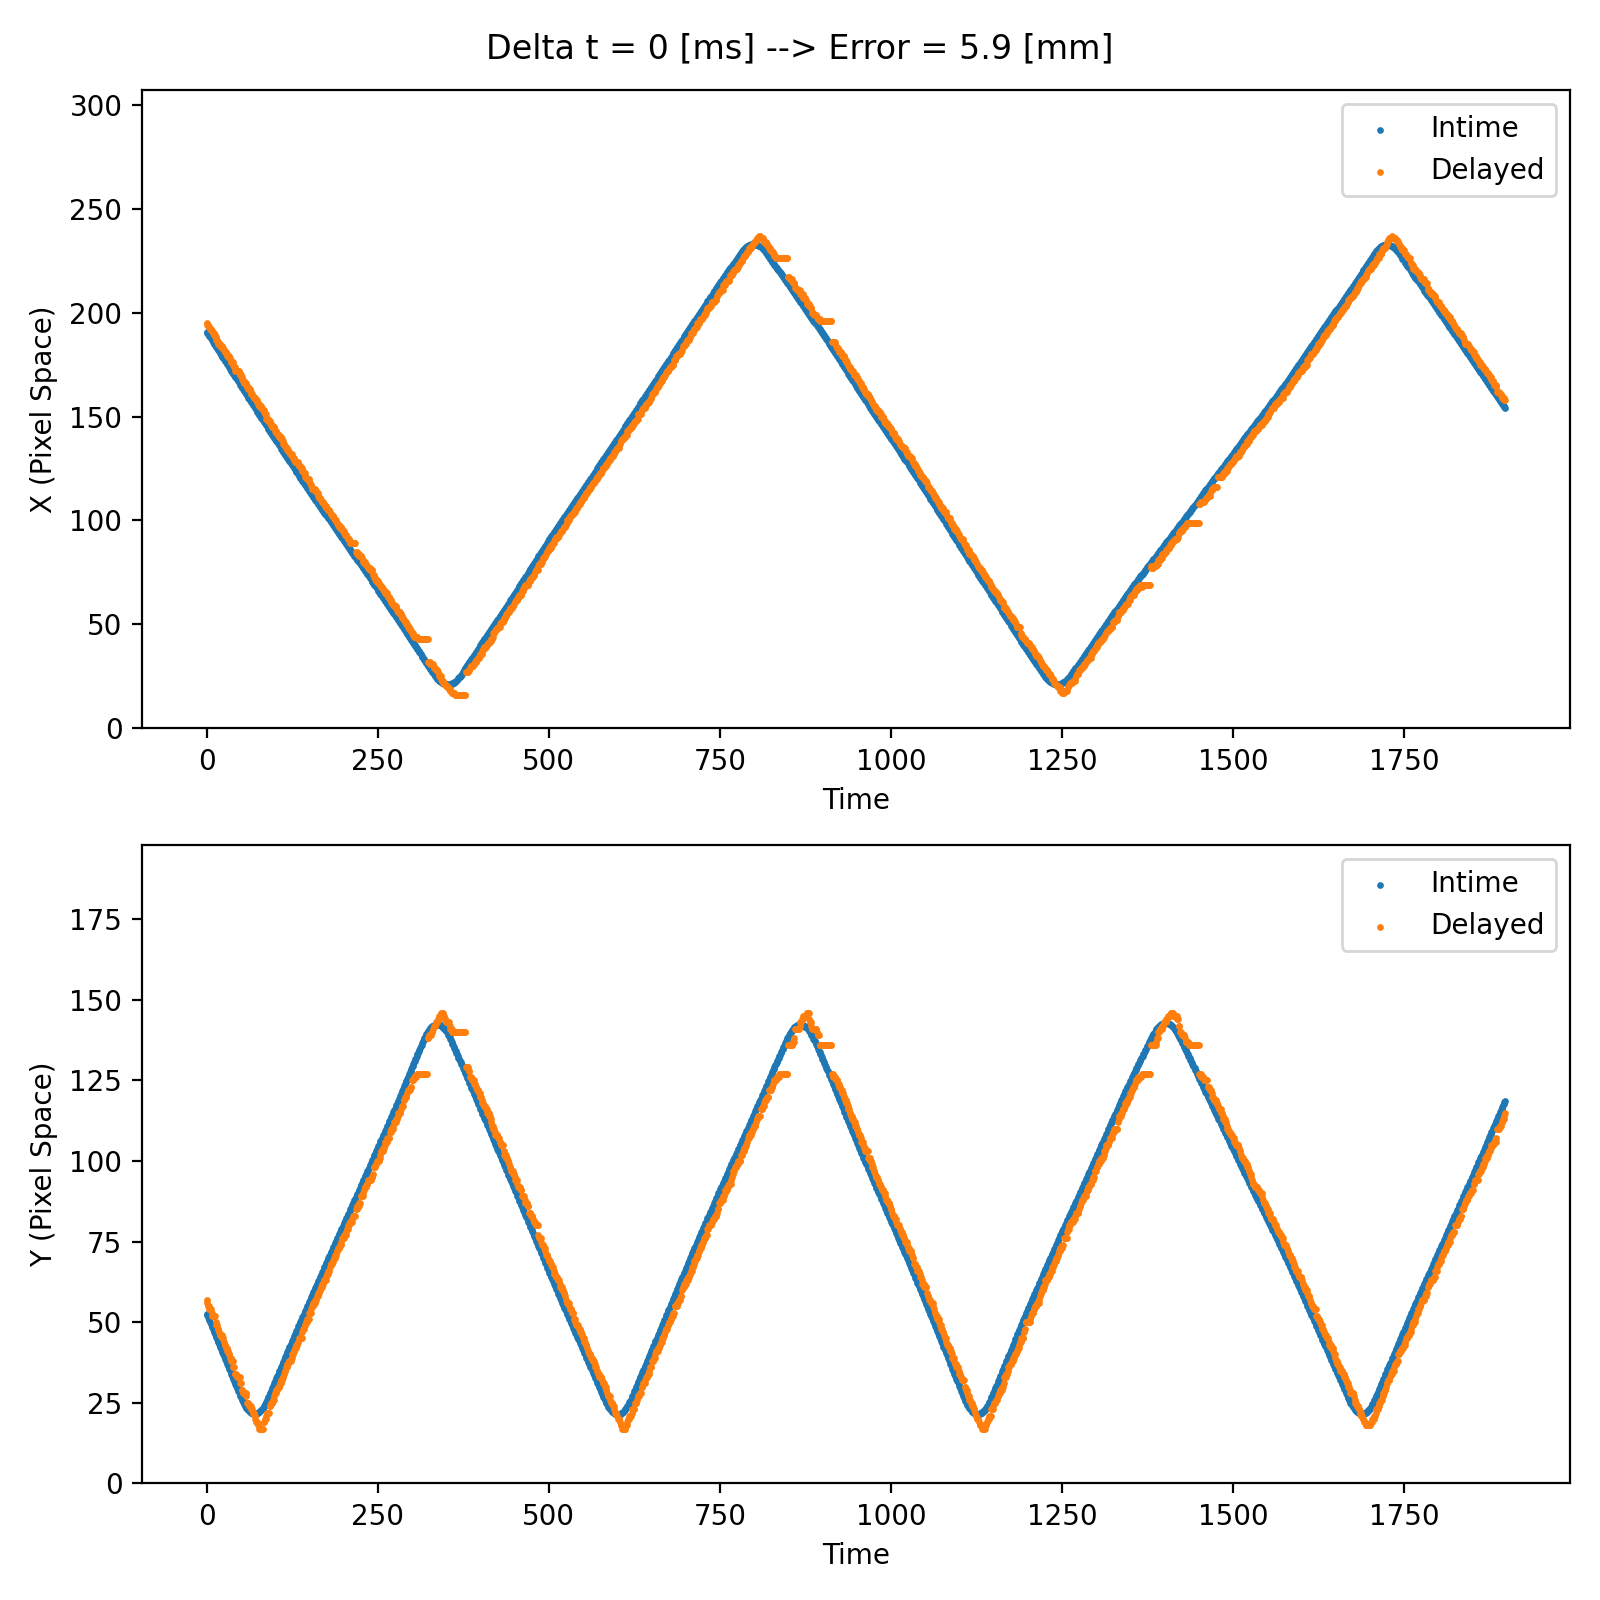 Delta t = 0 [ms] --> Error = 5.9 [mm]
300
250
200
150
100
50
0
X (Pixel Space)
Intime
Delayed
0 250 500 750 1000 1250 1500 1750
Time
175
150
125
100
75
50
25
0
Y (Pixel Space)
Intime
Delayed
0 250 500 750 1000 1250 1500 1750
Time